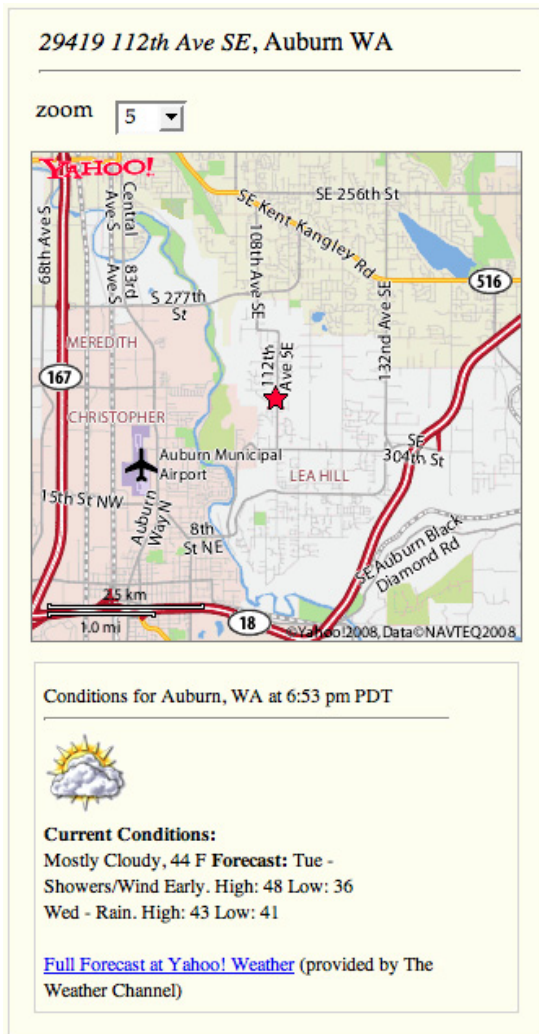 29419 112th Ave SE, Auburn WA
zoom 5
YAHOO!
SE 256th St
SE Kent-Kangley Rd
68th Ave S
Central
Ave-S
83rd
Ave-S
108th Ave SE
516
S 277th
St
132nd Ave SE
MEREDITH
112th
Ave SE
167
CHRISTOPHER
SE
304th St
Auburn Municipal
Airport
LEA HILL
15th St NW
Auburn
Way N
8th
St NE
SE Auburn Black
Diamond Rd
2.5 km
1.0 mi
18
©Yahoo!2008, Data©NAVTEQ2008
Conditions for Auburn, WA at 6:53 pm PDT
Current Conditions:
Mostly Cloudy, 44 F Forecast: Tue -
Showers/Wind Early. High: 48 Low: 36
Wed - Rain. High: 43 Low: 41
Full Forecast at Yahoo! Weather (provided by The
Weather Channel)